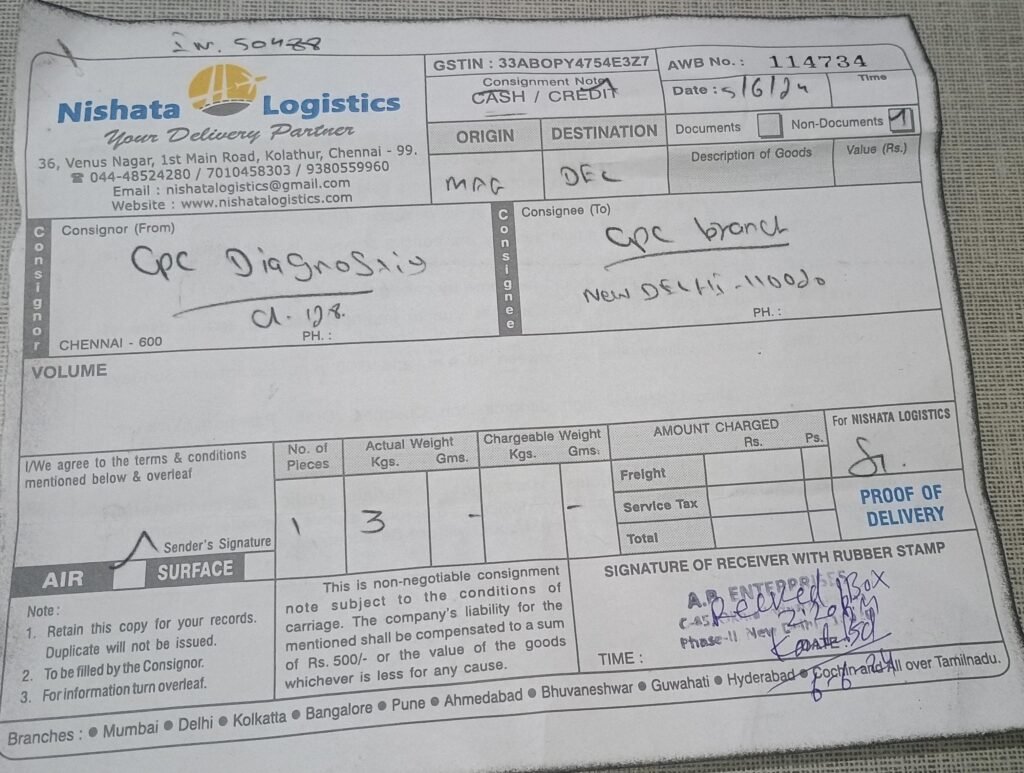 IN. 50488
Nishata Logistics
Your Delivery Partner
36, Venus Nagar, 1st Main Road, Kolathur, Chennai - 99.
☎ 044-48524280 / 7010458303 / 9380559960
Email : nishatalogistics@gmail.com
Website : www.nishatalogistics.com
GSTIN : 33ABOPY4754E3Z7
Consignment Note
CASH / CREDIT
AWB No. : 114734
Date : 5/6/24
Time
ORIGIN
DESTINATION
Documents
Non-Documents 1
Description of Goods
Value (Rs.)
DEL
Consignor
Consignor (From)
CPC Diagnostic
CHENNAI - 600
PH. :
Consignee
Consignee (To)
CPC branch
New DELHI - 110020
PH. :
VOLUME
I/We agree to the terms & conditions
mentioned below & overleaf
Sender's Signature
No. of
Pieces
1
Actual Weight
Kgs. Gms.
3 -
Chargeable Weight
Kgs. Gms.
-
AMOUNT CHARGED
Rs. Ps.
Freight
Service Tax
Total
For NISHATA LOGISTICS
PROOF OF
DELIVERY
AIR
SURFACE
Note :
1. Retain this copy for your records.
Duplicate will not be issued.
2. To be filled by the Consignor.
3. For information turn overleaf.
This is non-negotiable consignment
note subject to the conditions of
carriage. The company's liability for the
mentioned shall be compensated to a sum
of Rs. 500/- or the value of the goods
whichever is less for any cause.
SIGNATURE OF RECEIVER WITH RUBBER STAMP
A.P. ENTERPRISES
Received 1 Box
Phase-II New
DATE
TIME :
Branches : ● Mumbai ● Delhi ● Kolkatta ● Bangalore ● Pune ● Ahmedabad ● Bhuvaneshwar ● Guwahati ● Hyderabad ● Cochin and All over Tamilnadu.